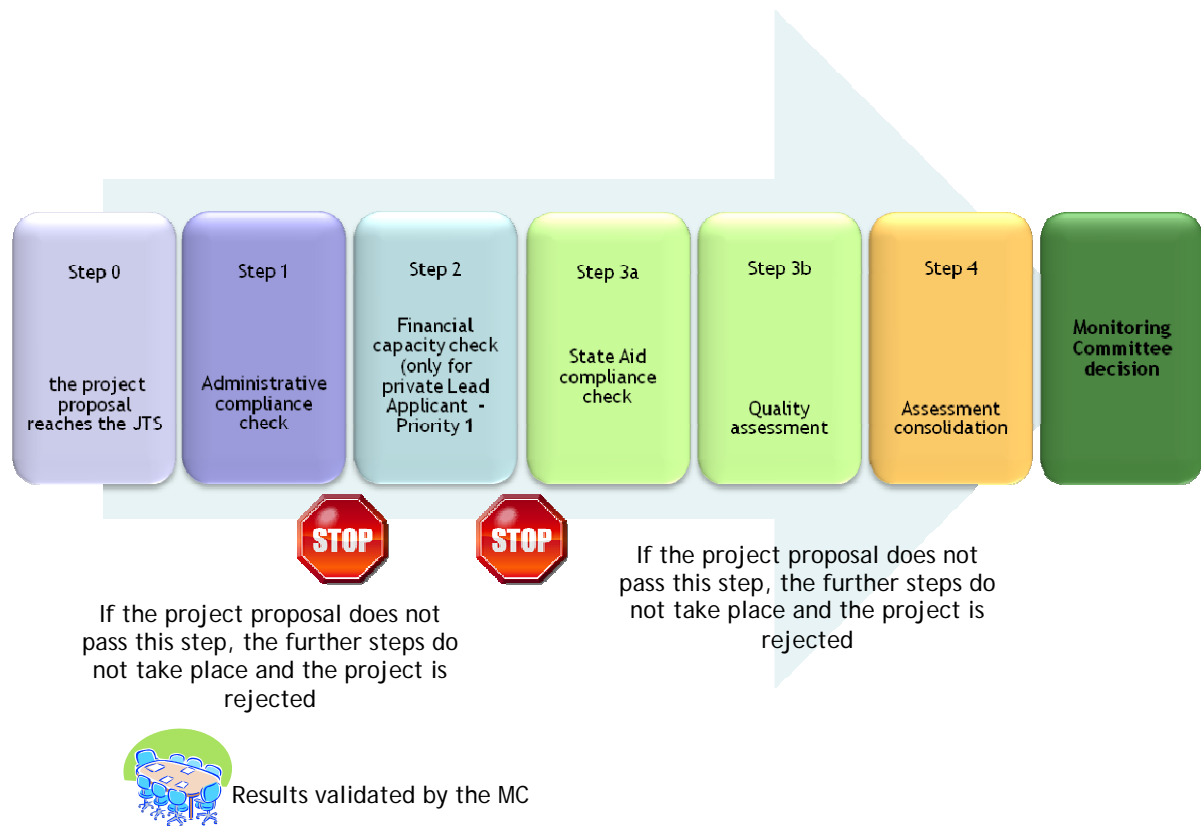 Step 0
the project
proposal
reaches the JTS
Step 1
Administrative
compliance
check
Step 2
Financial
capacity check
(only for
private Lead
Applicant -
Priority 1
Step 3a
State Aid
compliance
check
Step 3b
Quality
assessment
Step 4
Assessment
consolidation
Monitoring
Committee
decision
STOP
STOP
If the project proposal does not
pass this step, the further steps do
not take place and the project is
rejected
If the project proposal does not
pass this step, the further steps do
not take place and the project is
rejected
Results validated by the MC